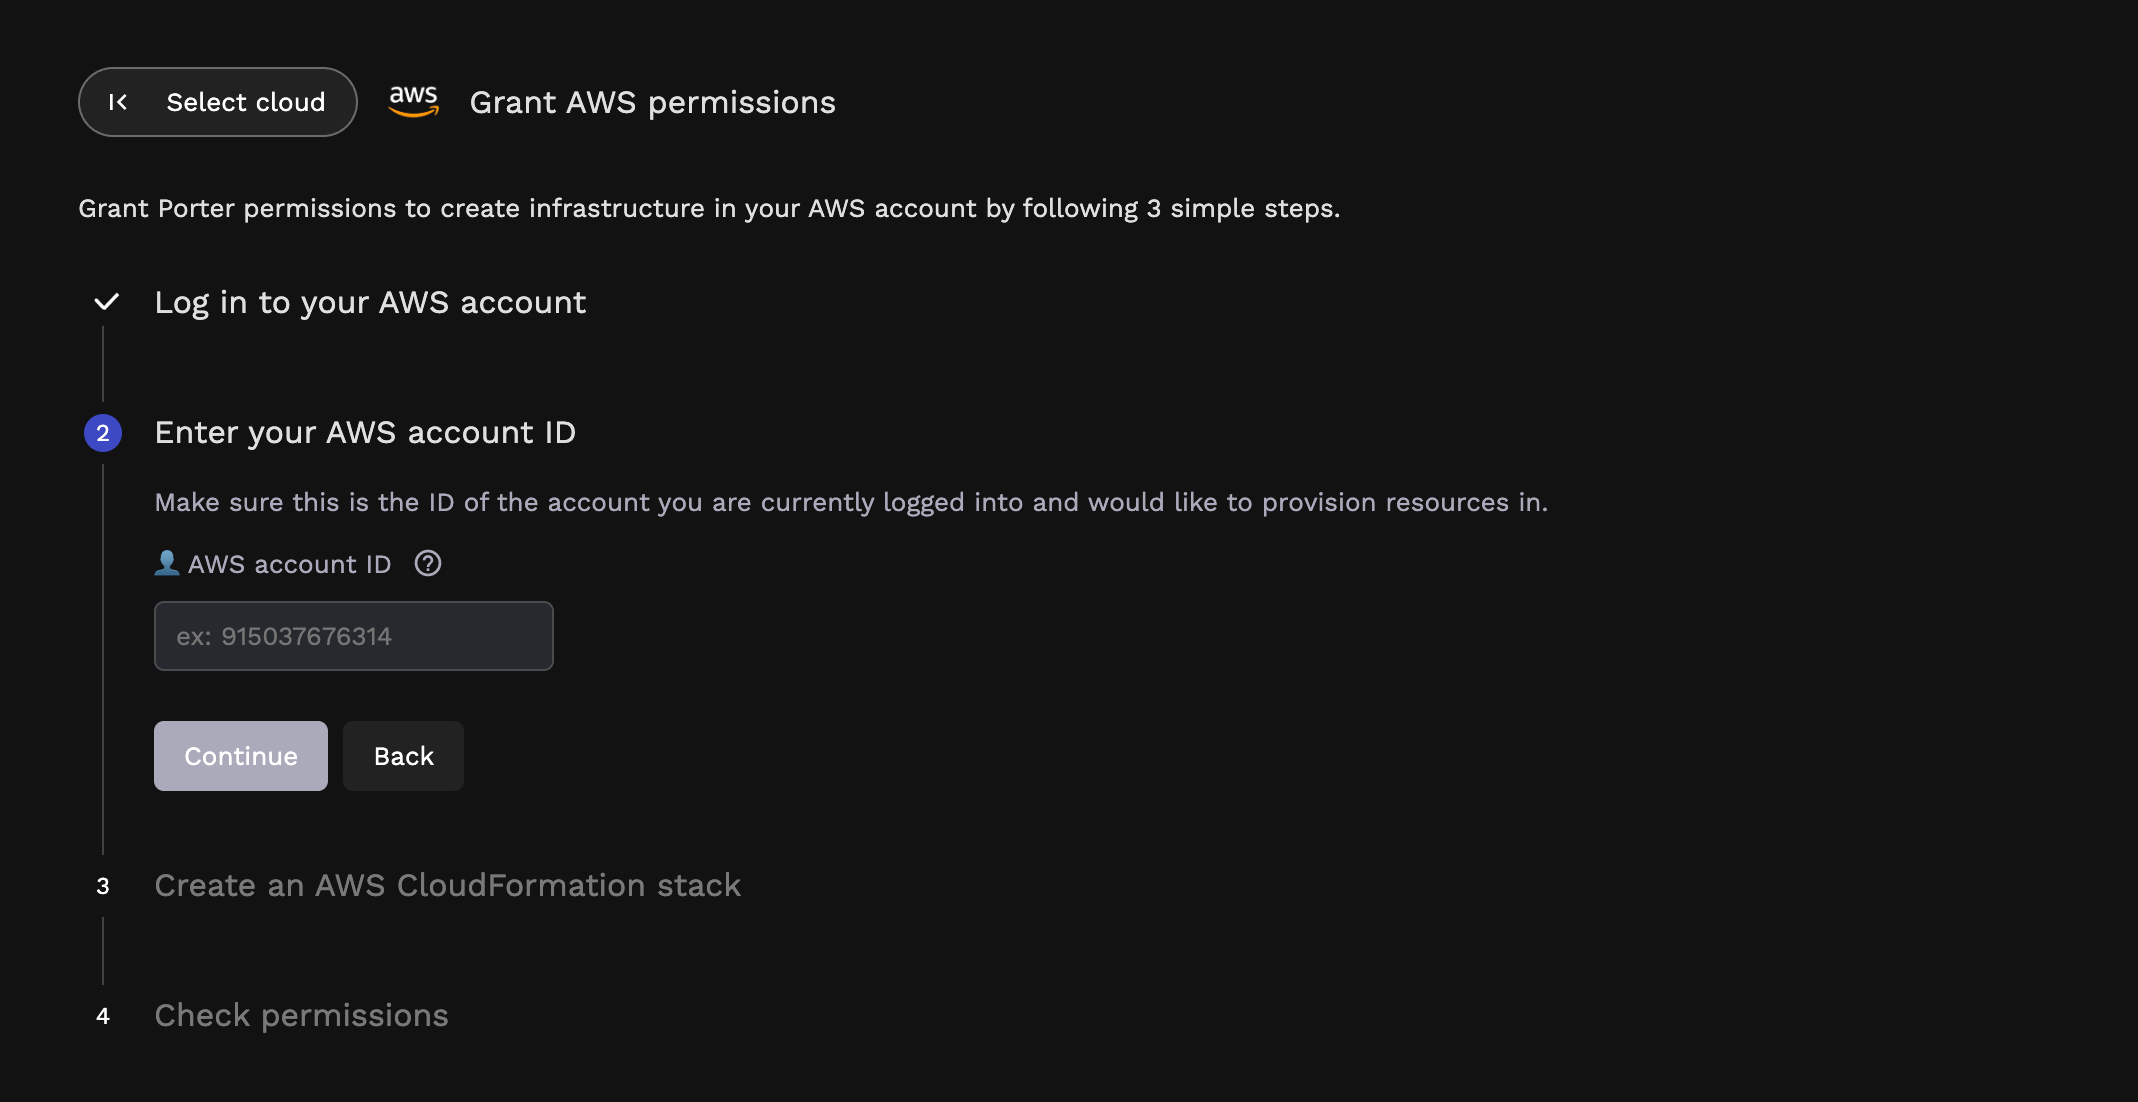 Select cloud
aws
Grant AWS permissions
Grant Porter permissions to create infrastructure in your AWS account by following 3 simple steps.
Log in to your AWS account
2
Enter your AWS account ID
Make sure this is the ID of the account you are currently logged into and would like to provision resources in.
AWS account ID
ex: 915037676314
Continue
Back
3
Create an AWS CloudFormation stack
4
Check permissions